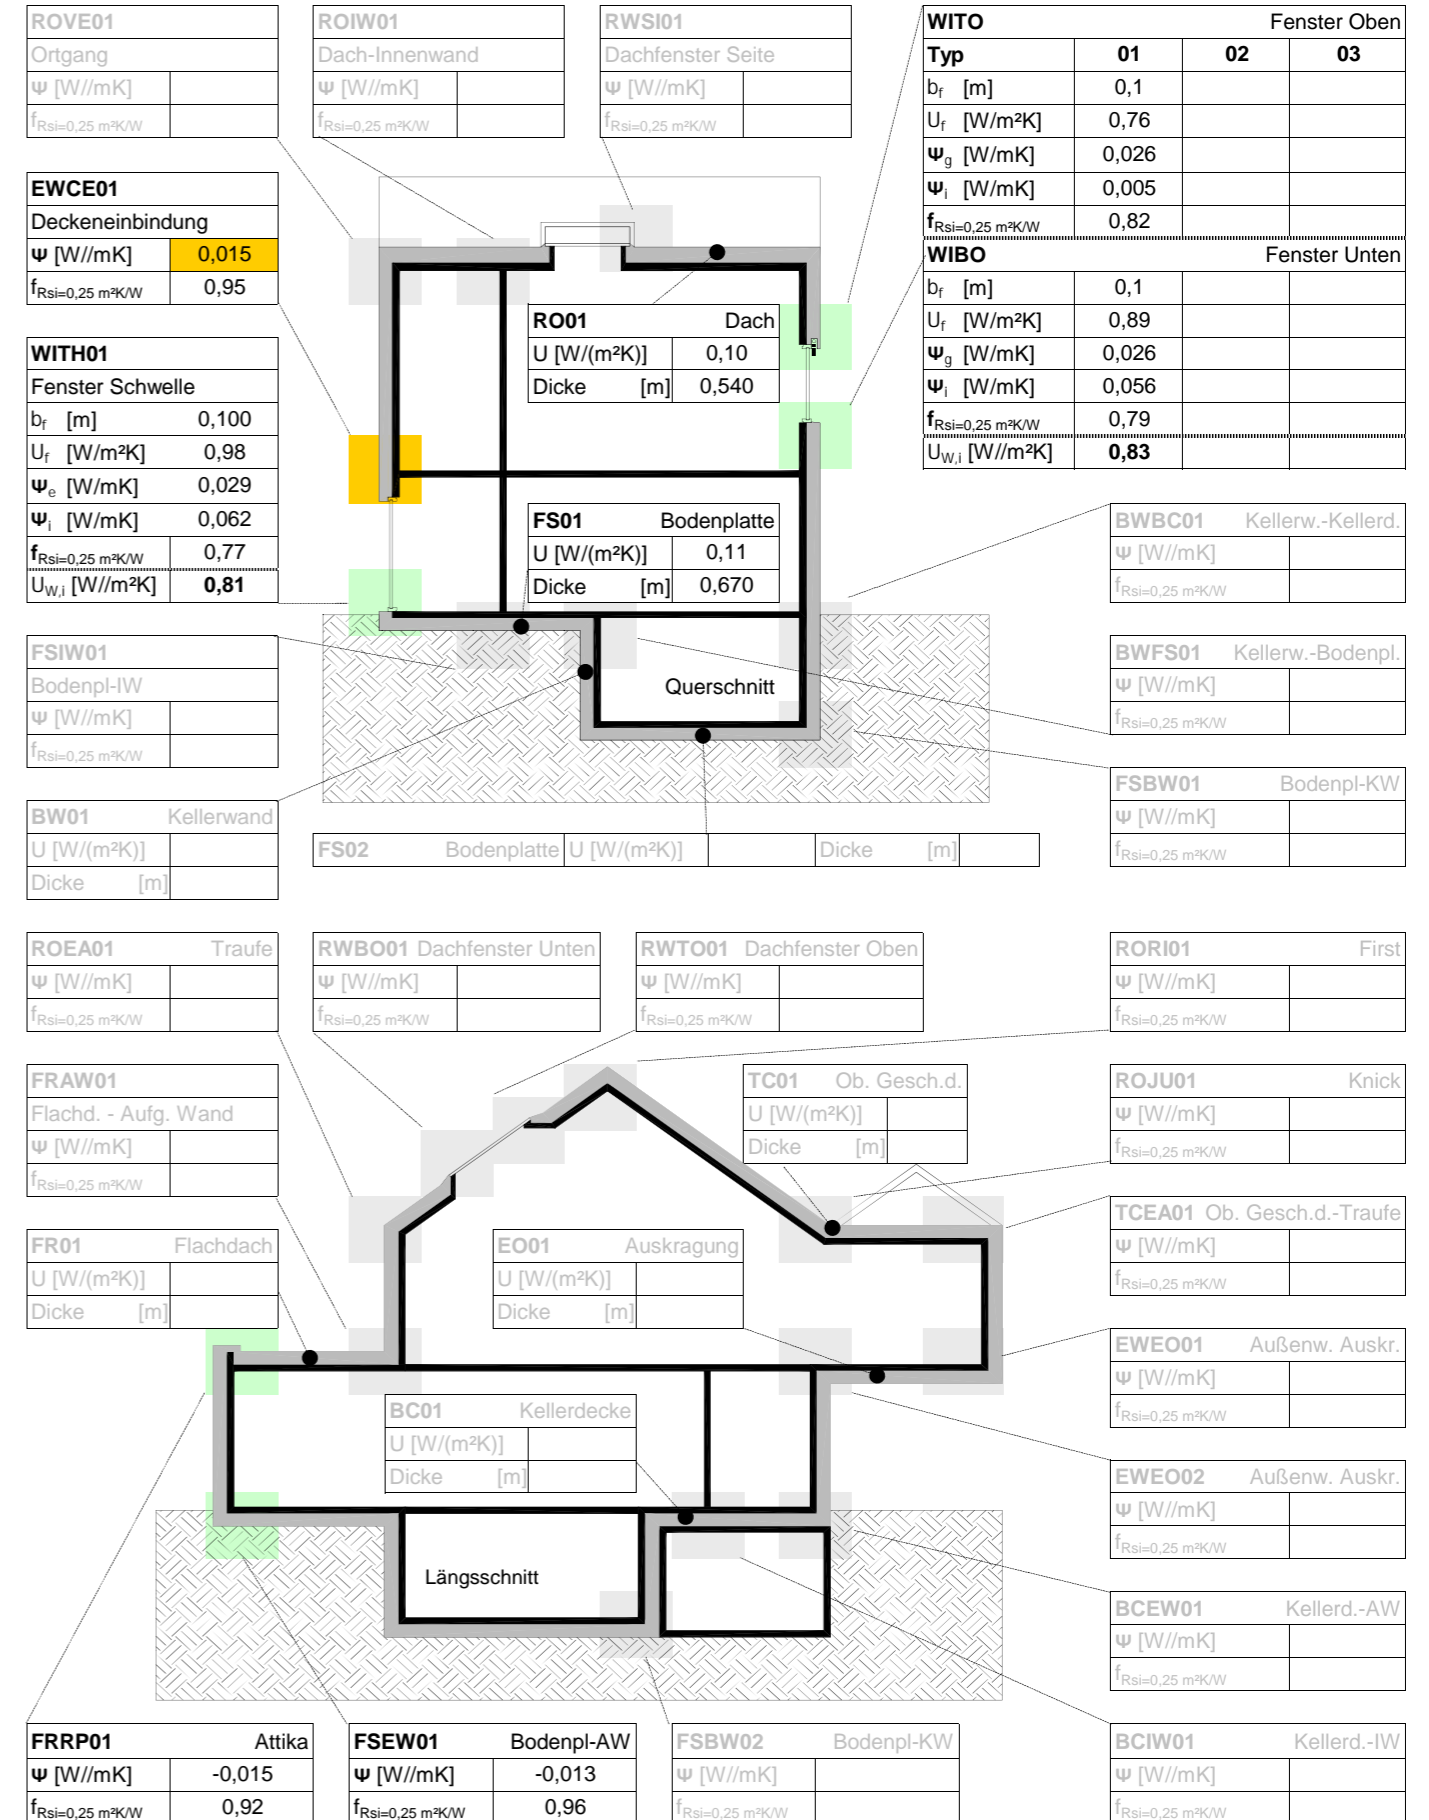 ROVE01
Ortgang
Ψ [W//mK]
fRsi=0,25 m²K/W
ROIW01
Dach-Innenwand
Ψ [W//mK]
fRsi=0,25 m²K/W
RWSI01
Dachfenster Seite
Ψ [W//mK]
fRsi=0,25 m²K/W
WITO Fenster Oben
Typ 01 02 03
bf [m] 0,1
Uf [W/m²K] 0,76
Ψg [W/mK] 0,026
Ψi [W/mK] 0,005
fRsi=0,25 m²K/W 0,82
WIBO Fenster Unten
bf [m] 0,1
Uf [W/m²K] 0,89
Ψg [W/mK] 0,026
Ψi [W/mK] 0,056
fRsi=0,25 m²K/W 0,79
UW,i [W//m²K] 0,83
EWCE01
Deckeneinbindung
Ψ [W//mK] 0,015
fRsi=0,25 m²K/W 0,95
RO01 Dach
U [W/(m²K)] 0,10
Dicke [m] 0,540
WITH01
Fenster Schwelle
bf [m] 0,100
Uf [W/m²K] 0,98
Ψe [W/mK] 0,029
Ψi [W/mK] 0,062
fRsi=0,25 m²K/W 0,77
UW,i [W//m²K] 0,81
FS01 Bodenplatte
U [W/(m²K)] 0,11
Dicke [m] 0,670
BWBC01 Kellerw.-Kellerd.
Ψ [W//mK]
fRsi=0,25 m²K/W
FSIW01
Bodenpl-IW
Ψ [W//mK]
fRsi=0,25 m²K/W
Querschnitt
BWFS01 Kellerw.-Bodenpl.
Ψ [W//mK]
fRsi=0,25 m²K/W
FSBW01 Bodenpl-KW
Ψ [W//mK]
fRsi=0,25 m²K/W
BW01 Kellerwand
U [W/(m²K)]
Dicke [m]
FS02 Bodenplatte U [W/(m²K)] Dicke [m]
ROEA01 Traufe
Ψ [W//mK]
fRsi=0,25 m²K/W
RWBO01 Dachfenster Unten
Ψ [W//mK]
fRsi=0,25 m²K/W
RWTO01 Dachfenster Oben
Ψ [W//mK]
fRsi=0,25 m²K/W
RORI01 First
Ψ [W//mK]
fRsi=0,25 m²K/W
FRAW01
Flachd. - Aufg. Wand
Ψ [W//mK]
fRsi=0,25 m²K/W
TC01 Ob. Gesch.d.
U [W/(m²K)]
Dicke [m]
ROJU01 Knick
Ψ [W//mK]
fRsi=0,25 m²K/W
TCEA01 Ob. Gesch.d.-Traufe
Ψ [W//mK]
fRsi=0,25 m²K/W
FR01 Flachdach
U [W/(m²K)]
Dicke [m]
EO01 Auskragung
U [W/(m²K)]
Dicke [m]
EWEO01 Außenw. Auskr.
Ψ [W//mK]
fRsi=0,25 m²K/W
BC01 Kellerdecke
U [W/(m²K)]
Dicke [m]
EWEO02 Außenw. Auskr.
Ψ [W//mK]
fRsi=0,25 m²K/W
Längsschnitt
BCEW01 Kellerd.-AW
Ψ [W//mK]
fRsi=0,25 m²K/W
FRRP01 Attika
Ψ [W//mK] -0,015
fRsi=0,25 m²K/W 0,92
FSEW01 Bodenpl-AW
Ψ [W//mK] -0,013
fRsi=0,25 m²K/W 0,96
FSBW02 Bodenpl-KW
Ψ [W//mK]
fRsi=0,25 m²K/W
BCIW01 Kellerd.-IW
Ψ [W//mK]
fRsi=0,25 m²K/W